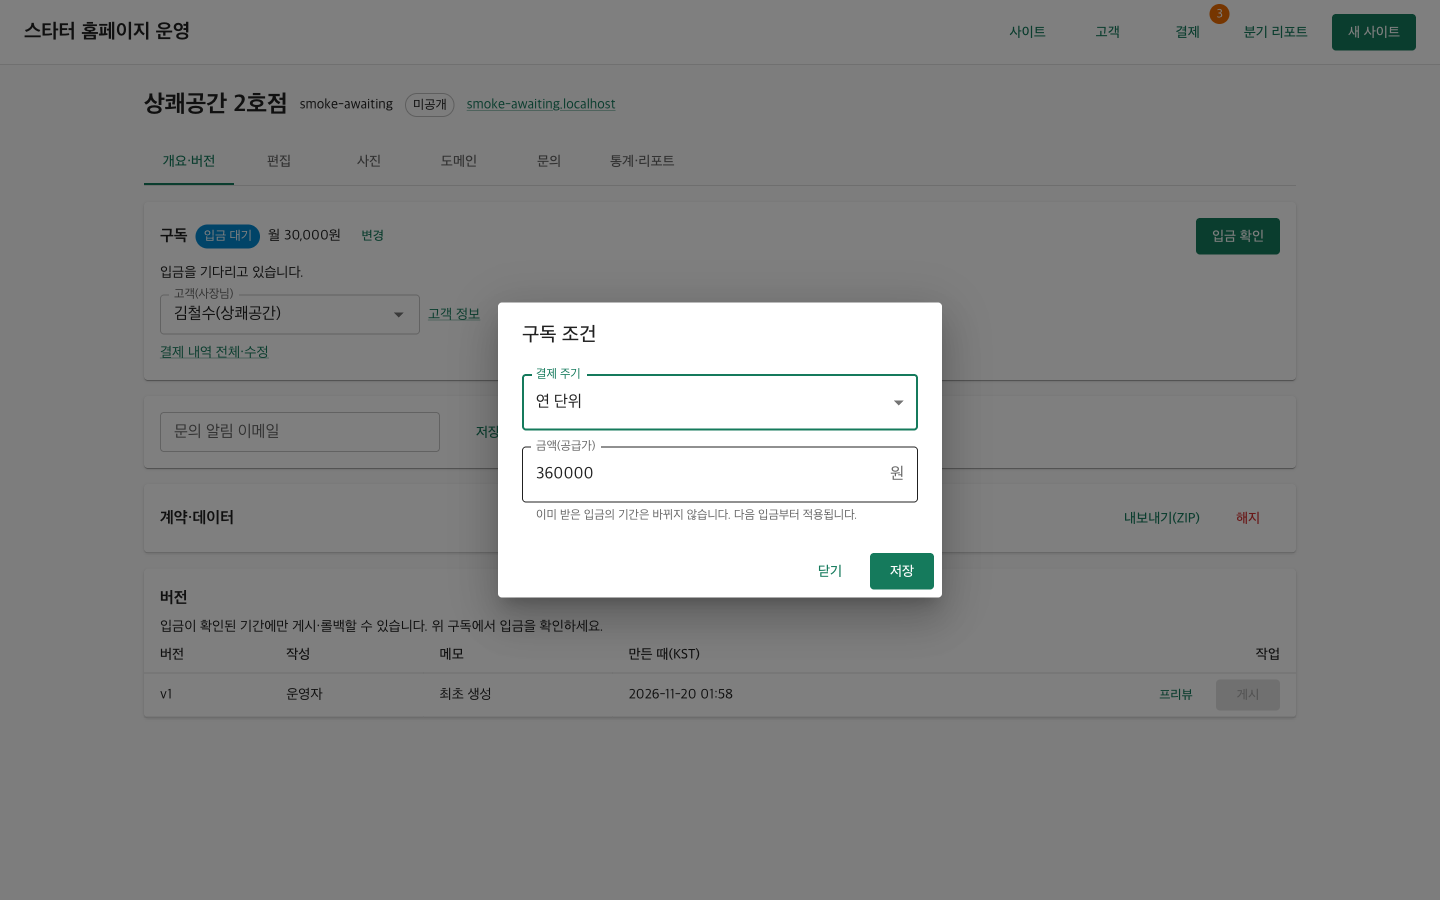 스타터 홈페이지 운영
사이트
고객
결제
3
분기 리포트
새 사이트
상쾌공간 2호점
smoke-awaiting
미공개
smoke-awaiting.localhost
개요·버전
편집
사진
도메인
문의
통계·리포트
구독
입금 대기
월 30,000원
변경
입금 확인
입금을 기다리고 있습니다.
고객(사장님)
김철수(상쾌공간)
고객 정보
결제 내역 전체·수정
구독 조건
결제 주기
연 단위
금액(공급가)
360000
원
이미 받은 입금의 기간은 바뀌지 않습니다. 다음 입금부터 적용됩니다.
닫기
저장
문의 알림 이메일
저장
계약·데이터
내보내기(ZIP)
해지
버전
입금이 확인된 기간에만 게시·롤백할 수 있습니다. 위 구독에서 입금을 확인하세요.
버전
작성
메모
만든 때(KST)
작업
v1
운영자
최초 생성
2026-11-20 01:58
프리뷰
게시